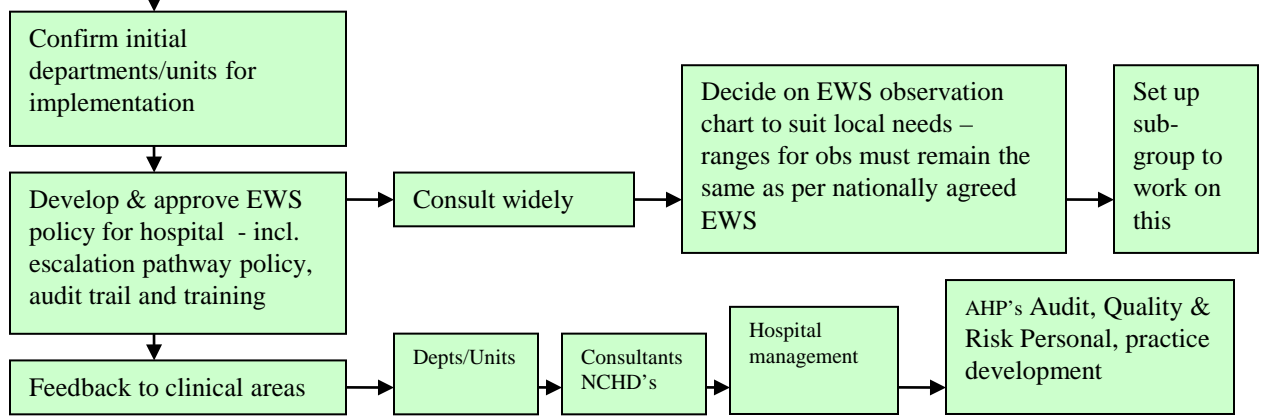 Confirm initial
departments/units for
implementation
Develop & approve EWS
policy for hospital - incl.
escalation pathway policy,
audit trail and training
Consult widely
Decide on EWS observation
chart to suit local needs –
ranges for obs must remain the
same as per nationally agreed
EWS
Set up
sub-
group to
work on
this
Feedback to clinical areas
Depts/Units
Consultants
NCHD's
Hospital
management
AHP's Audit, Quality &
Risk Personal, practice
development